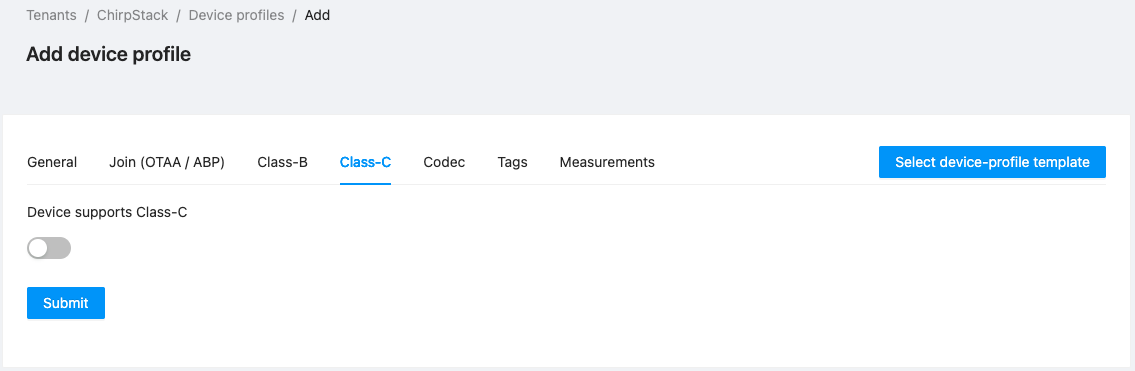 Tenants / ChirpStack / Device profiles / Add
Add device profile
General Join (OTAA / ABP) Class-B Class-C Codec Tags Measurements Select device-profile template
Device supports Class-C
Submit